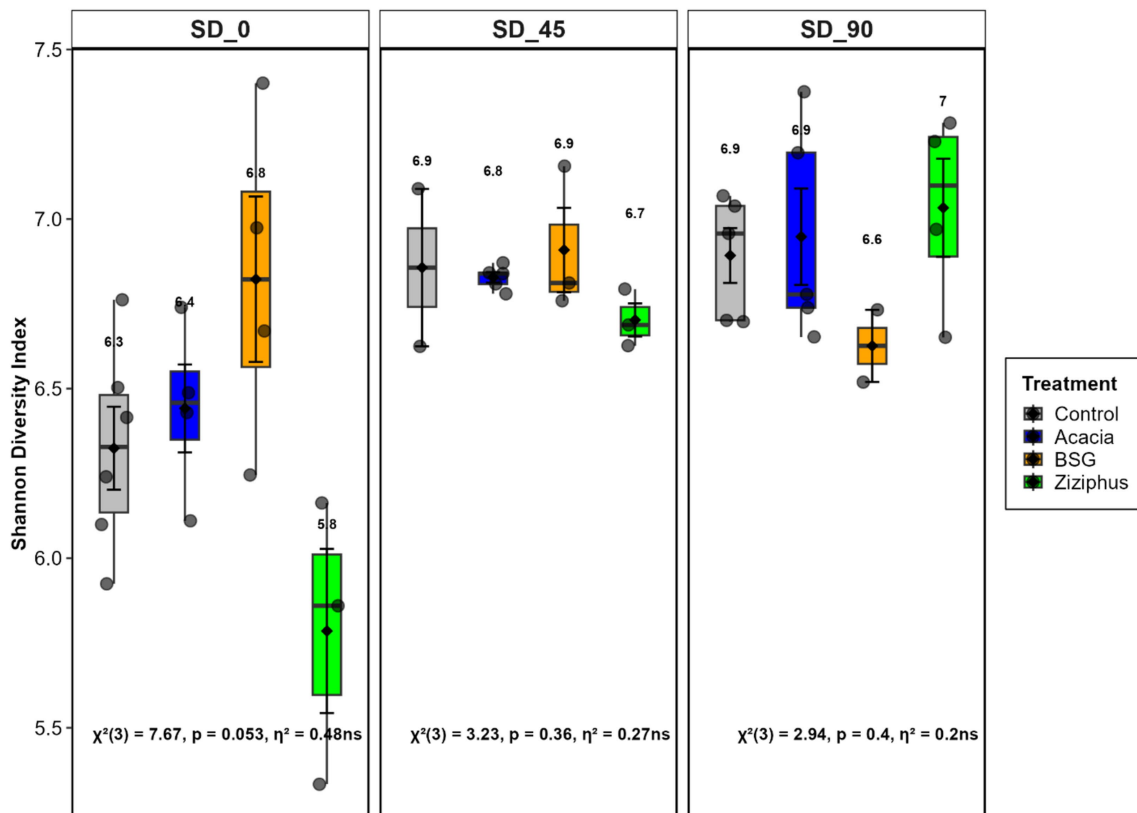 SD_0
SD_45
SD_90
7.5
7.0
6.5
6.0
5.5
Shannon Diversity Index
6.3
6.4
6.8
5.8
6.9
6.8
6.9
6.7
6.9
6.9
6.6
7
χ²(3) = 7.67, p = 0.053, η² = 0.48ns
χ²(3) = 3.23, p = 0.36, η² = 0.27ns
χ²(3) = 2.94, p = 0.4, η² = 0.2ns
Treatment
Control
Acacia
BSG
Ziziphus